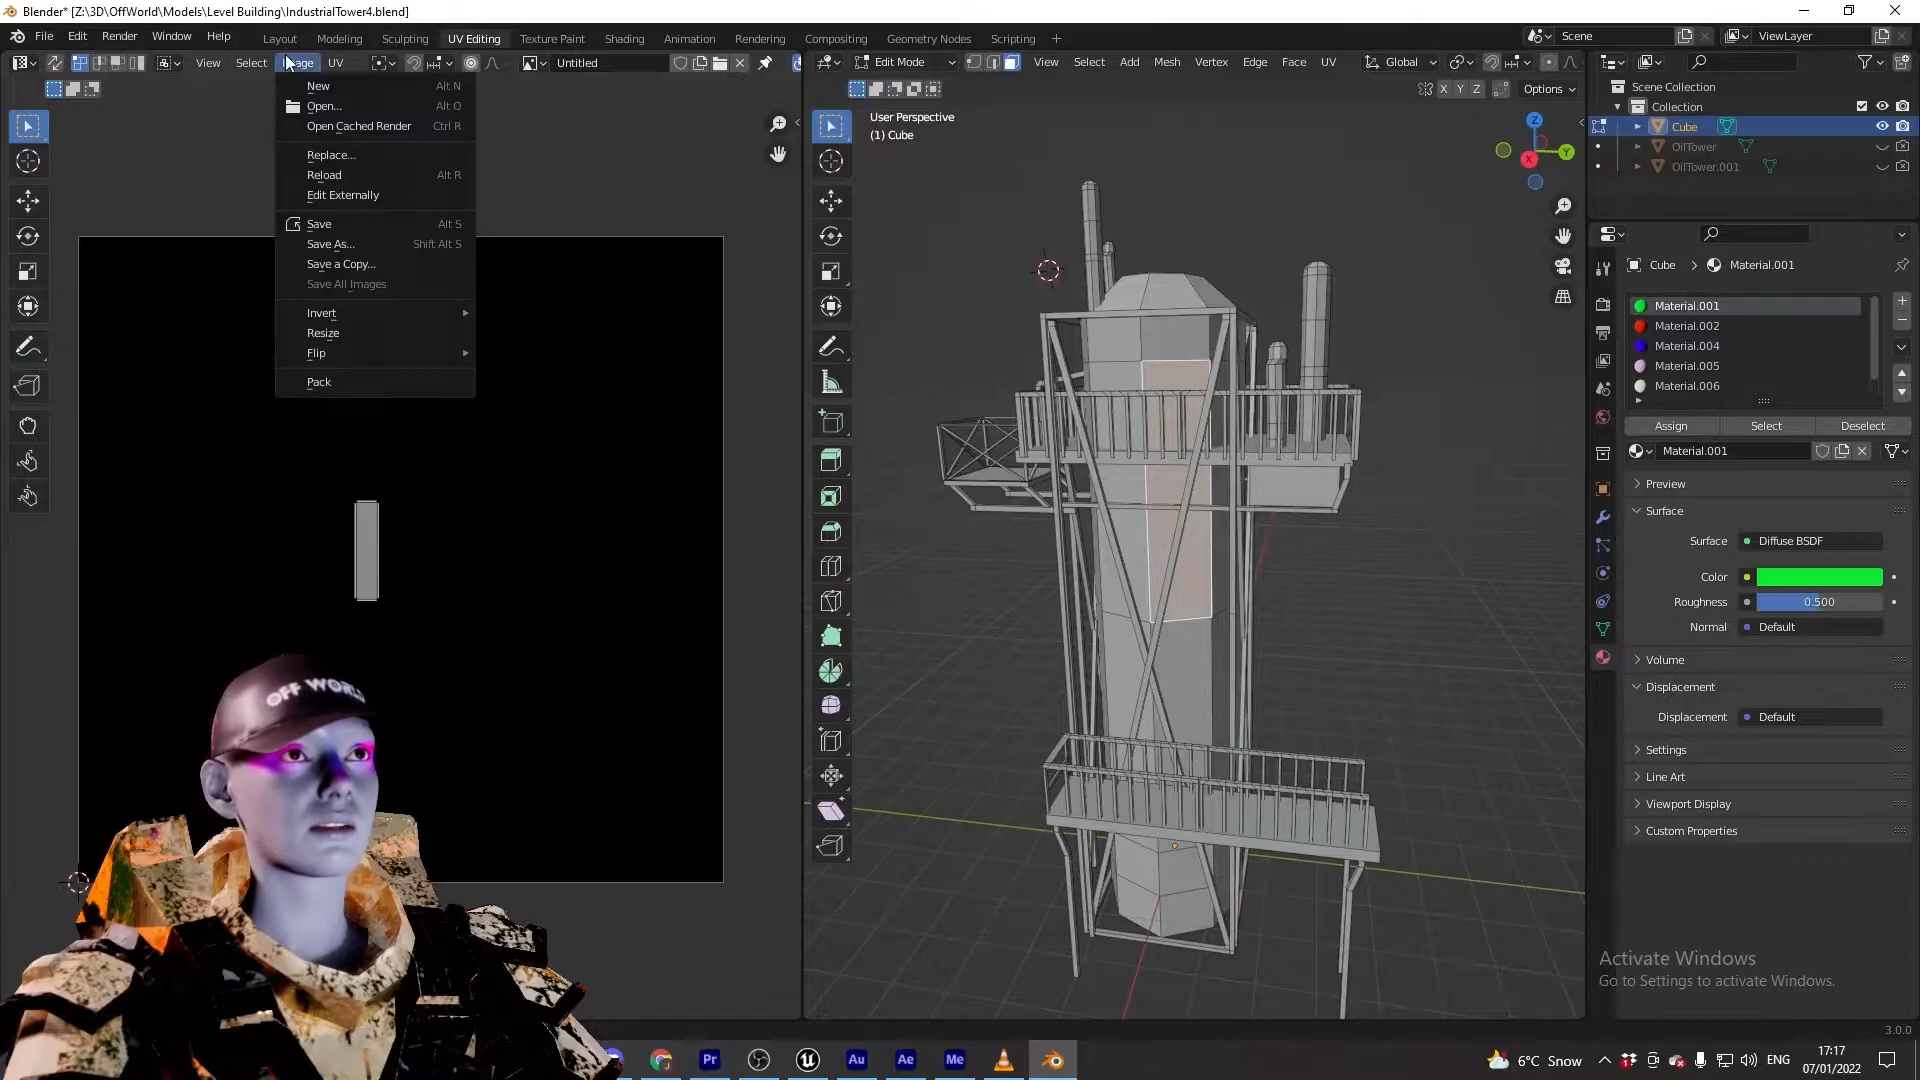 Blender* [Z:\3D\OffWorld\Models\Level Building\IndustrialTower4.blend]
File Edit Render Window Help Layout Modeling Sculpting UV Editing Texture Paint Shading Animation Rendering Compositing Geometry Nodes Scripting + Scene ViewLayer
View Select Image UV Untitled Edit Mode View Select Add Mesh Vertex Edge Face UV Global
X Y Z Options
New Alt N
Open... Alt O
Open Cached Render Ctrl R
Replace...
Reload Alt R
Edit Externally
Save Alt S
Save As... Shift Alt S
Save a Copy...
Save All Images
Invert
Resize
Flip
Pack
User Perspective
(1) Cube
Z
Y
X
Scene Collection
Collection
Cube
OilTower
OilTower.001
Cube > Material.001
Material.001
Material.002
Material.004
Material.005
Material.006
Assign Select Deselect
Material.001
Preview
Surface
Surface Diffuse BSDF
Color
Roughness 0.500
Normal Default
Volume
Displacement
Displacement Default
Settings
Line Art
Viewport Display
Custom Properties
OFF WORLD
Activate Windows
Go to Settings to activate Windows.
3.0.0
Pr Au Ae Me
6°C Snow ENG
17:17
07/01/2022